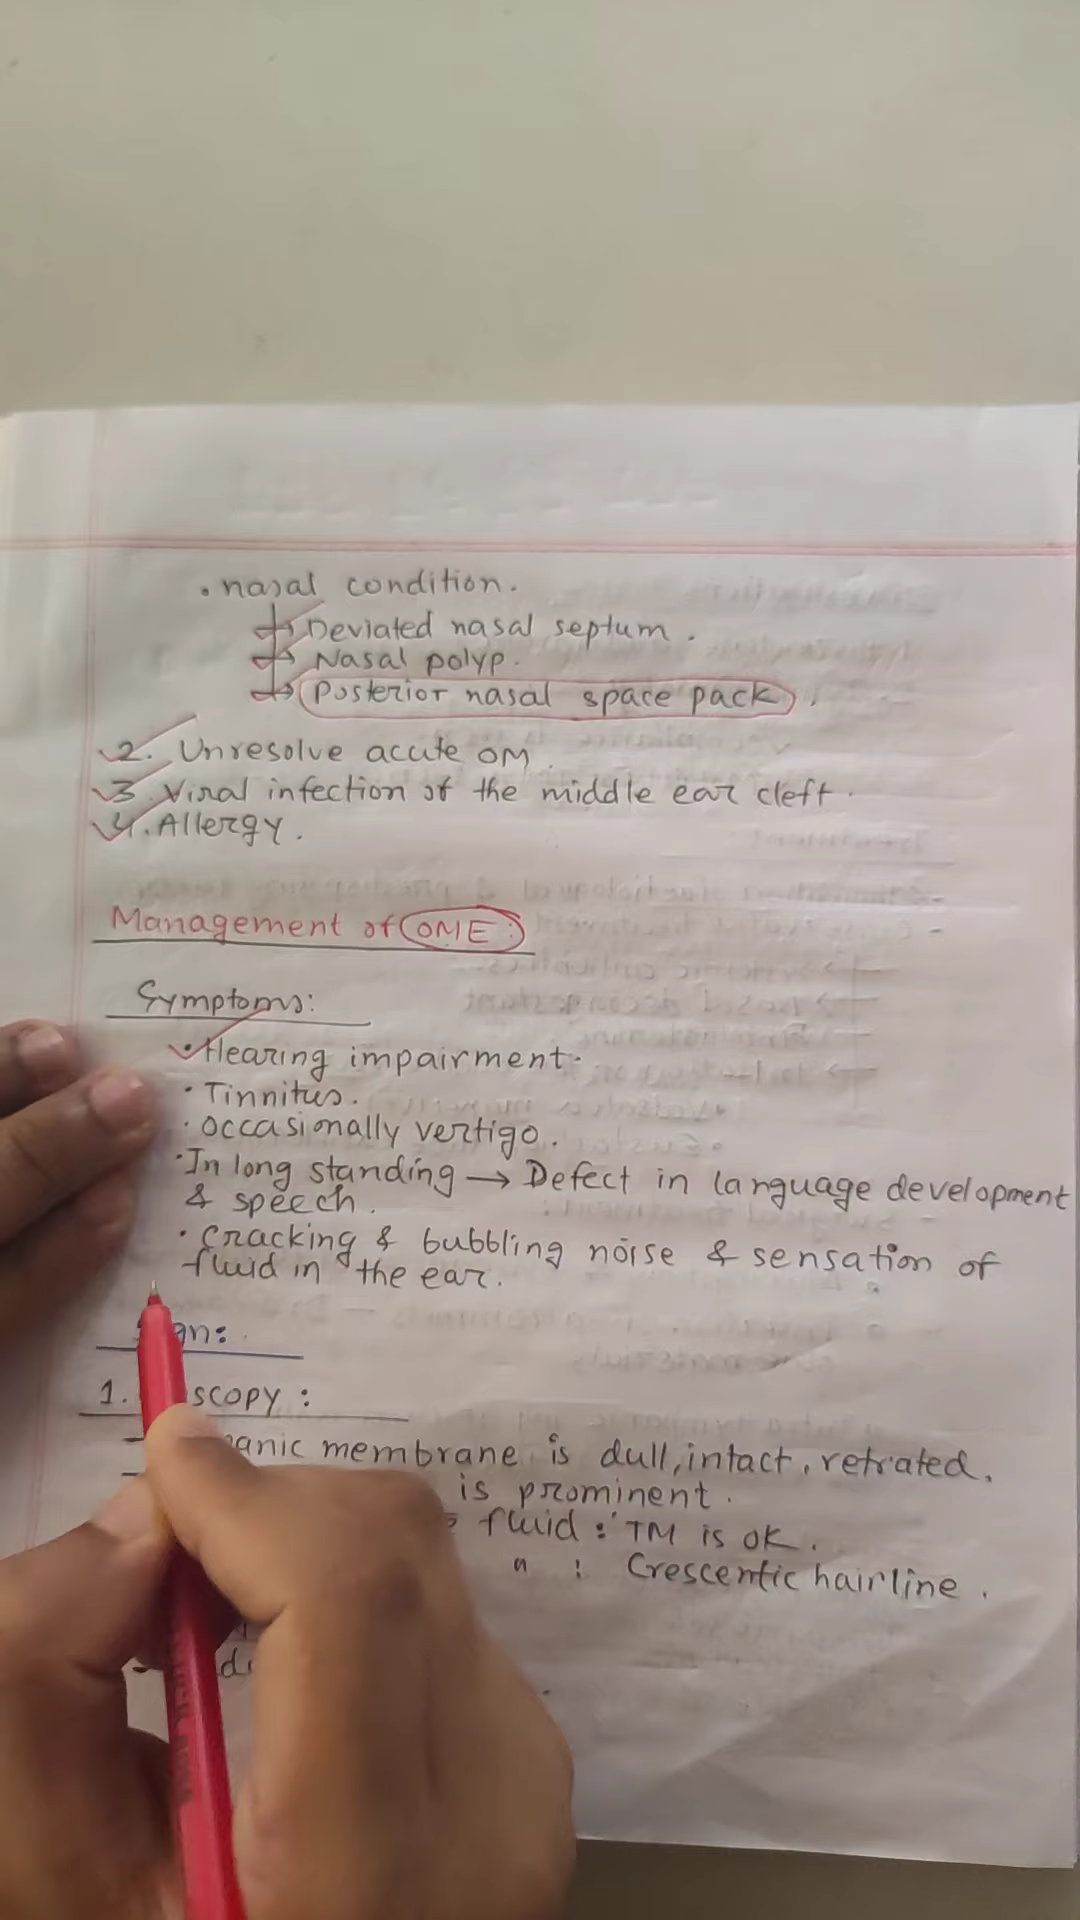 • nasal condition.
→ Deviated nasal septum.
→ Nasal polyp.
→ Posterior nasal space pack.
2. Unresolve acute OM.
3. Viral infection of the middle ear cleft.
4. Allergy.
Management of OME:
Symptoms:
• Hearing impairment.
• Tinnitus.
• Occasionally vertigo.
• In long standing → Defect in language development
& speech.
• Cracking & bubbling noise & sensation of
fluid in the ear.
1. scopy:
membrane is dull, intact, retrated.
is prominent.
fluid: TM is OK.
" : Crescentic hairline.